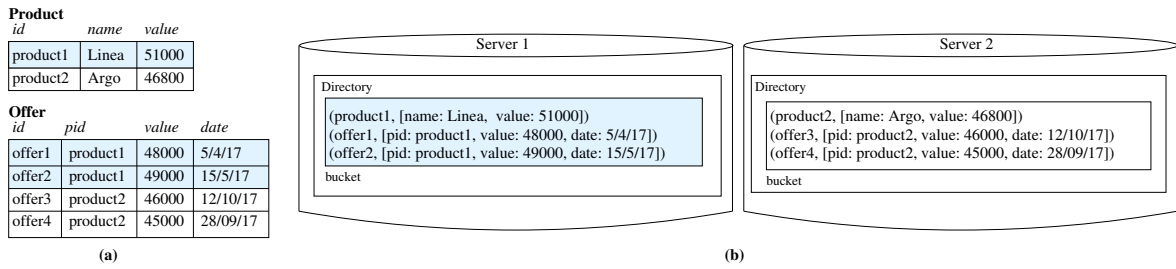 Product
id name value
product1 Linea 51000
product2 Argo 46800
Offer
id pid value date
offer1 product1 48000 5/4/17
offer2 product1 49000 15/5/17
offer3 product2 46000 12/10/17
offer4 product2 45000 28/09/17
(a)
Server 1
Directory
(product1, [name: Linea, value: 51000])
(offer1, [pid: product1, value: 48000, date: 5/4/17])
(offer2, [pid: product1, value: 49000, date: 15/5/17])
bucket
Server 2
Directory
(product2, [name: Argo, value: 46800])
(offer3, [pid: product2, value: 46000, date: 12/10/17])
(offer4, [pid: product2, value: 45000, date: 28/09/17])
bucket
(b)